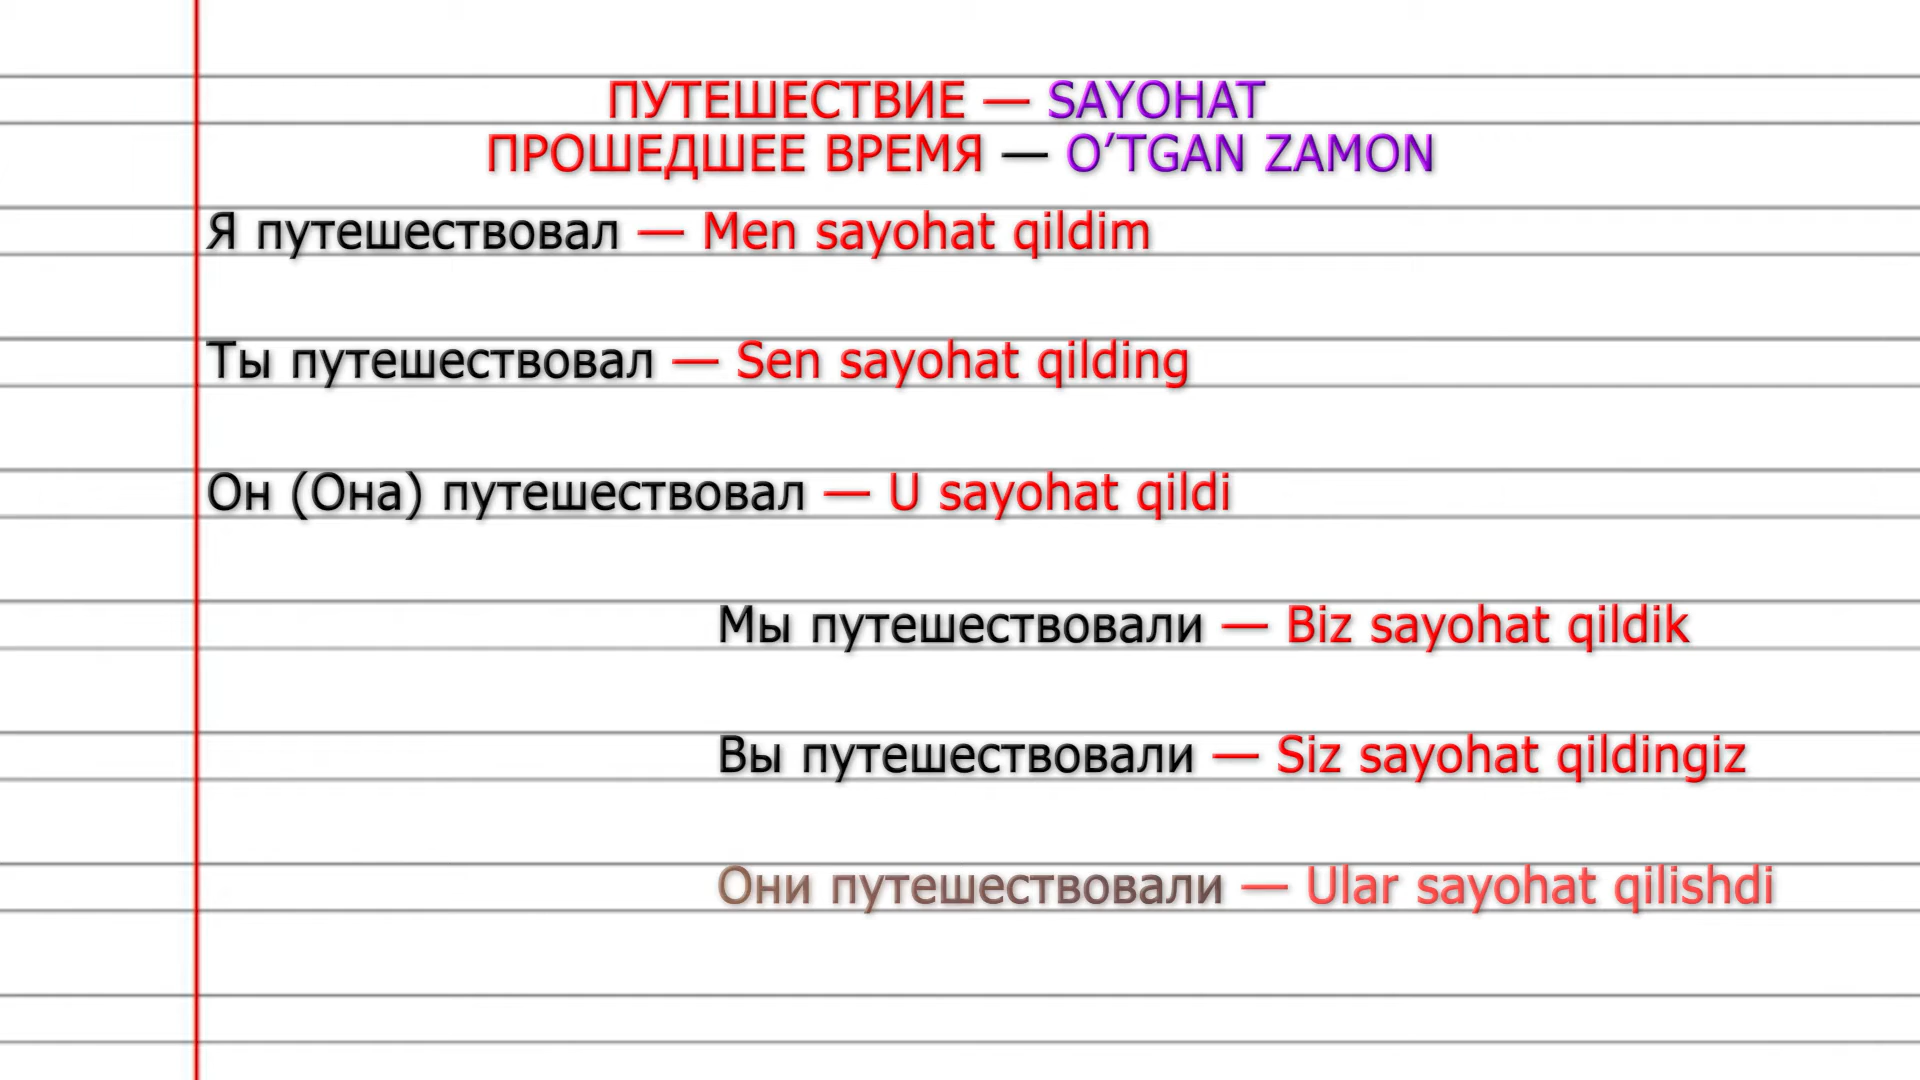 ПУТЕШЕСТВИЕ — SAYOHAT
ПРОШЕДШЕЕ ВРЕМЯ — O’TGAN ZAMON
Я путешествовал — Men sayohat qildim
Ты путешествовал — Sen sayohat qilding
Он (Она) путешествовал — U sayohat qildi
Мы путешествовали — Biz sayohat qildik
Вы путешествовали — Siz sayohat qildingiz
Они путешествовали — Ular sayohat qilishdi